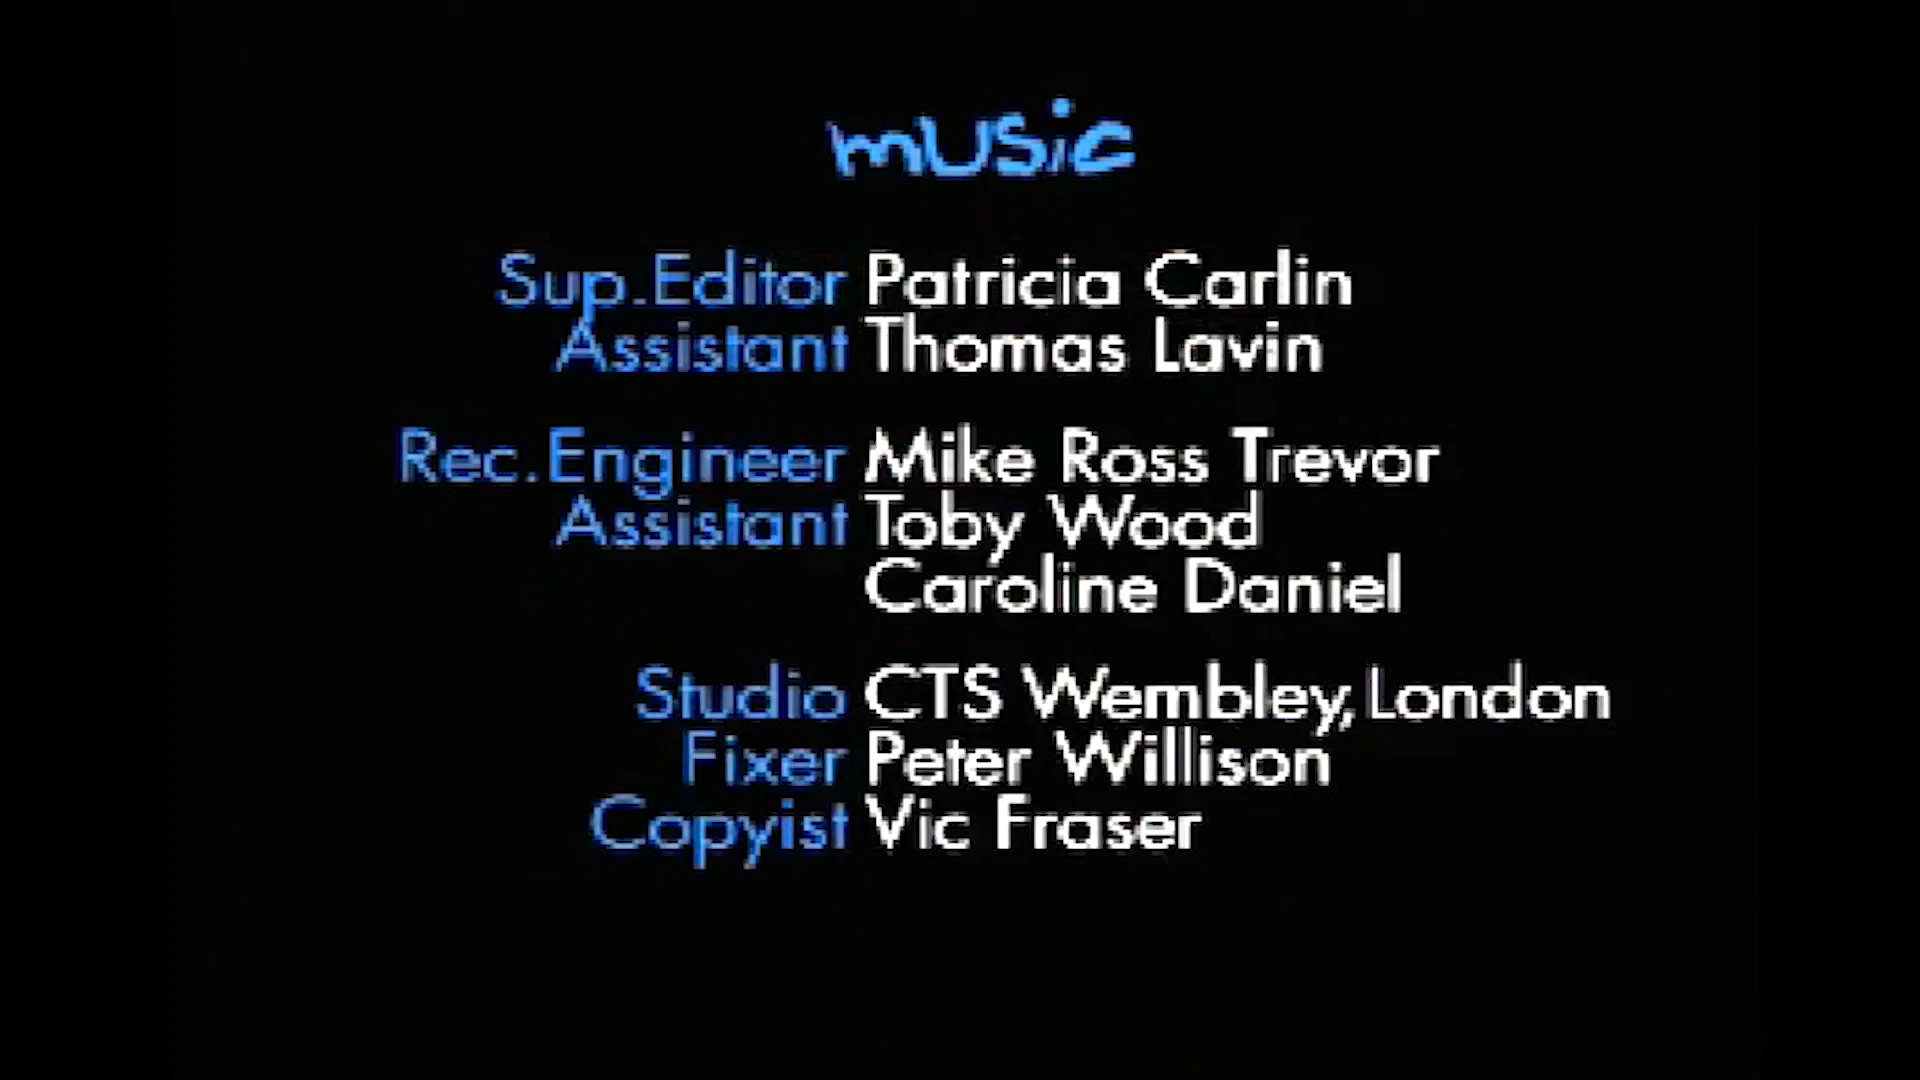 music
Sup.Editor Patricia Carlin
Assistant Thomas Lavin
Rec.Engineer Mike Ross Trevor
Assistant Toby Wood
Caroline Daniel
Studio CTS Wembley, London
Fixer Peter Willison
Copyist Vic Fraser